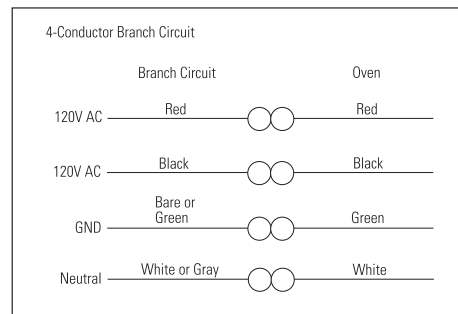 4-Conductor Branch Circuit
Branch Circuit Oven
120V AC Red Red
120V AC Black Black
Bare or
GND Green Green
Neutral White or Gray White